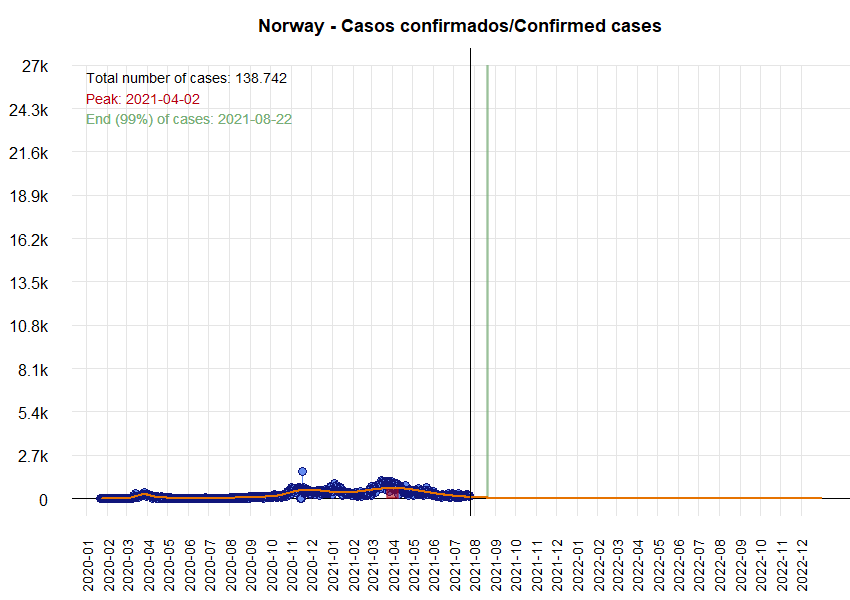 Norway - Casos confirmados/Confirmed cases
Total number of cases: 138.742
Peak: 2021-04-02
End (99%) of cases: 2021-08-22
27k
24.3k
21.6k
18.9k
16.2k
13.5k
10.8k
8.1k
5.4k
2.7k
0
2020-01
2020-02
2020-03
2020-04
2020-05
2020-06
2020-07
2020-08
2020-09
2020-10
2020-11
2020-12
2021-01
2021-02
2021-03
2021-04
2021-05
2021-06
2021-07
2021-08
2021-09
2021-10
2021-11
2021-12
2022-01
2022-02
2022-03
2022-04
2022-05
2022-06
2022-07
2022-08
2022-09
2022-10
2022-11
2022-12